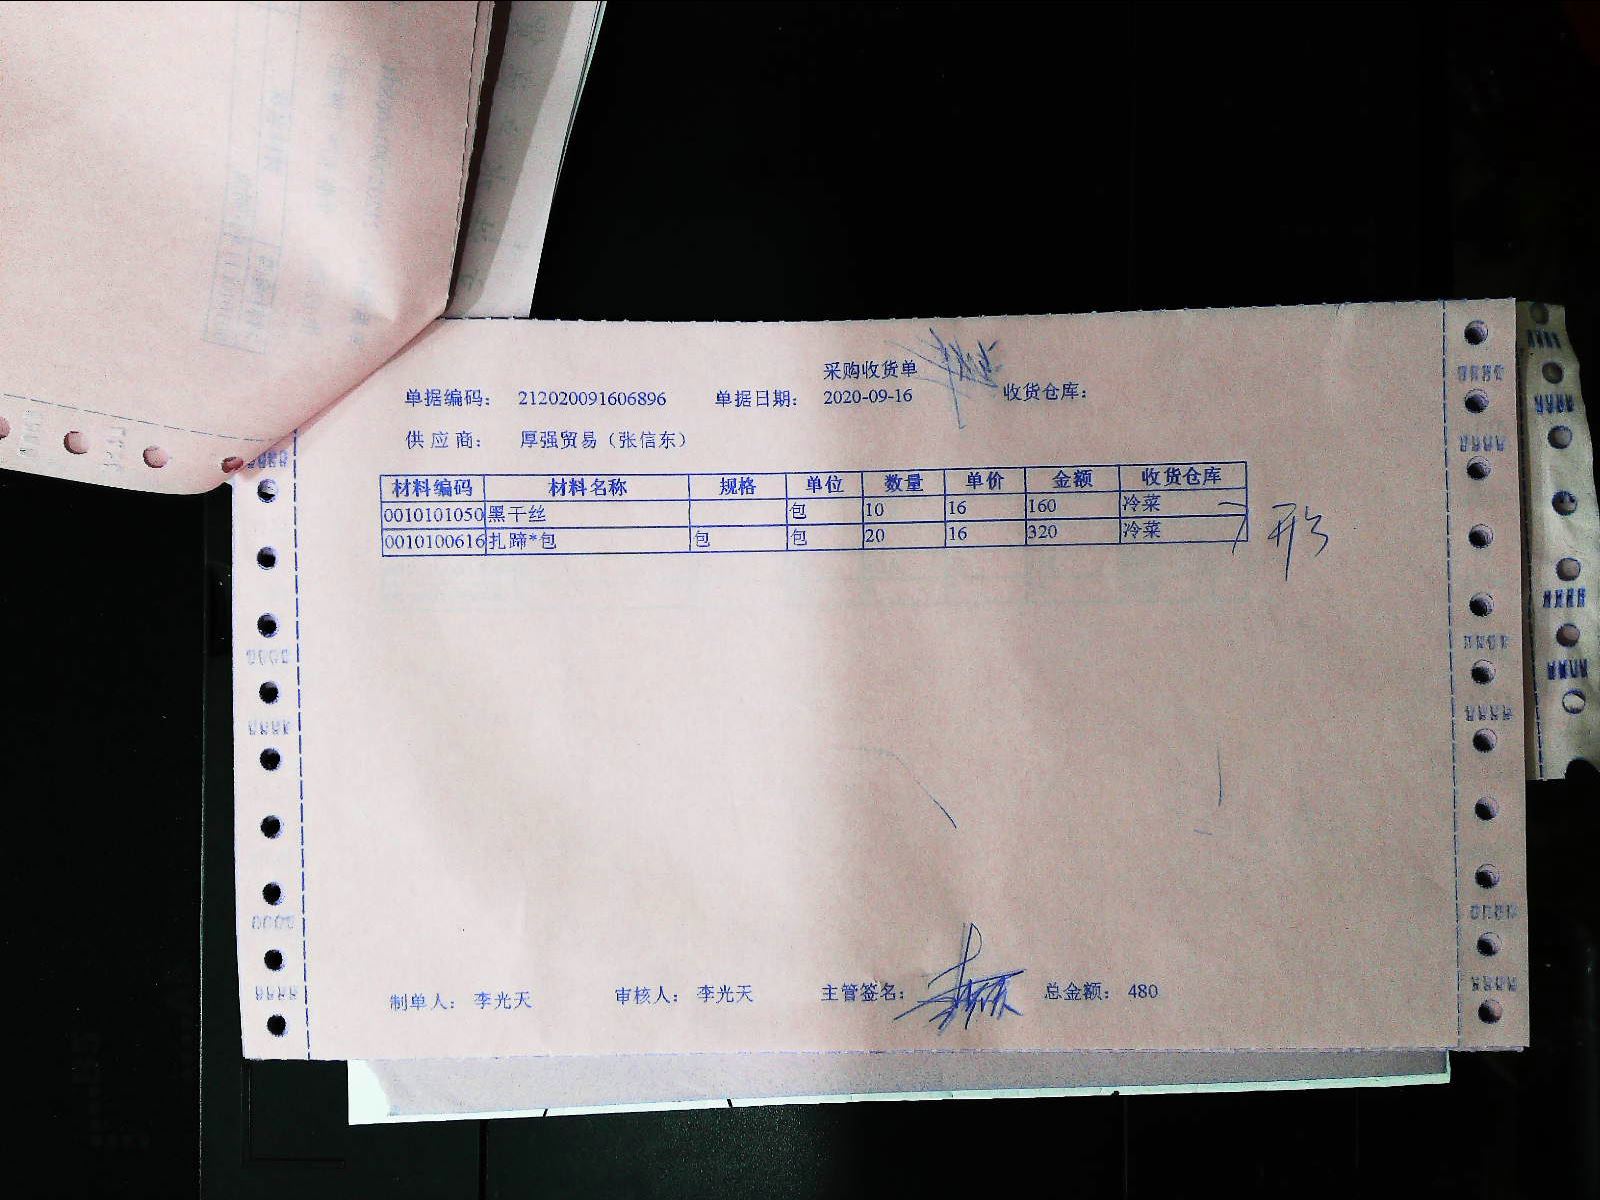 采购收货单
单据编码： 212020091606896 单据日期： 2020-09-16 收货仓库：
供 应 商： 厚强贸易（张信东）
材料编码 材料名称 规格 单位 数量 单价 金额 收货仓库
0010101050 黑干丝 包 10 16 160 冷菜
0010100616 扎蹄*包 包 包 20 16 320 冷菜
制单人： 李光天 审核人： 李光天 主管签名： 总金额： 480